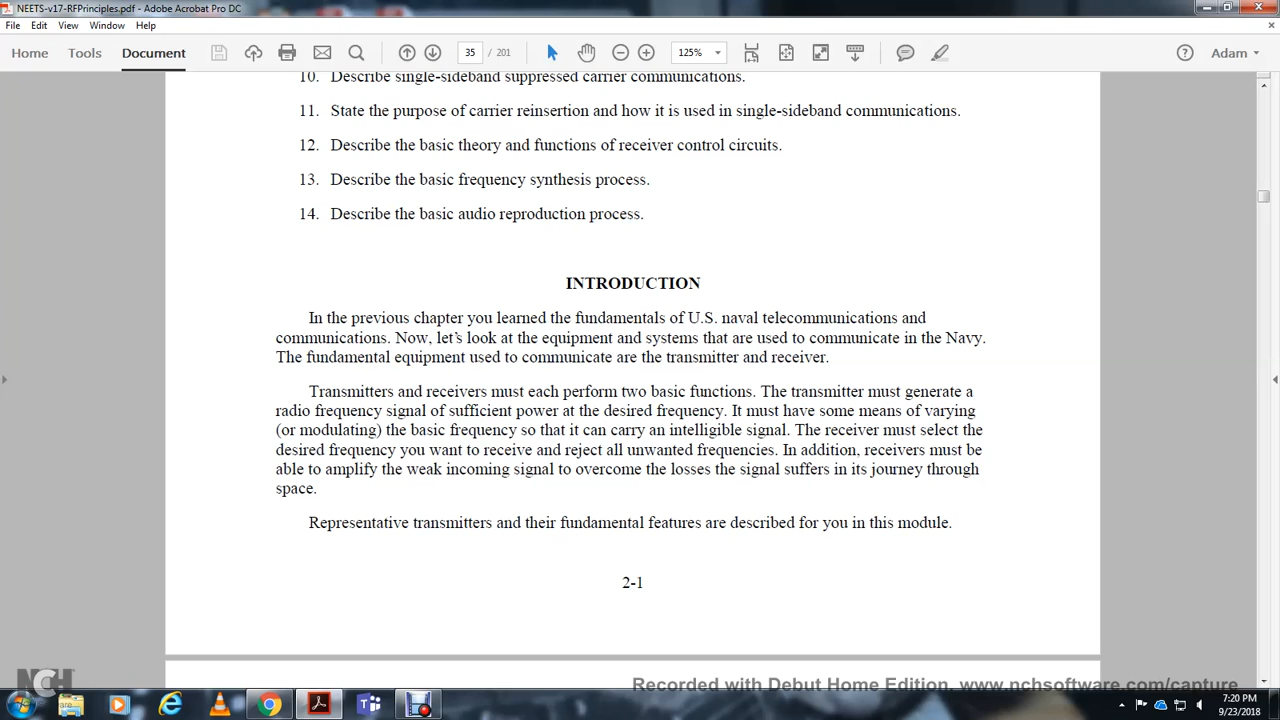 NEETS-v17-RFPrinciples.pdf - Adobe Acrobat Pro DC
File Edit View Window Help
Home Tools Document 35 / 201 125% Adam
10. Describe single-sideband suppressed carrier communications.
11. State the purpose of carrier reinsertion and how it is used in single-sideband communications.
12. Describe the basic theory and functions of receiver control circuits.
13. Describe the basic frequency synthesis process.
14. Describe the basic audio reproduction process.
INTRODUCTION
In the previous chapter you learned the fundamentals of U.S. naval telecommunications and
communications. Now, let's look at the equipment and systems that are used to communicate in the Navy.
The fundamental equipment used to communicate are the transmitter and receiver.
Transmitters and receivers must each perform two basic functions. The transmitter must generate a
radio frequency signal of sufficient power at the desired frequency. It must have some means of varying
(or modulating) the basic frequency so that it can carry an intelligible signal. The receiver must select the
desired frequency you want to receive and reject all unwanted frequencies. In addition, receivers must be
able to amplify the weak incoming signal to overcome the losses the signal suffers in its journey through
space.
Representative transmitters and their fundamental features are described for you in this module.
2-1
NCH
Recorded with Debut Home Edition. www.nchsoftware.com/capture
7:20 PM
9/23/2018